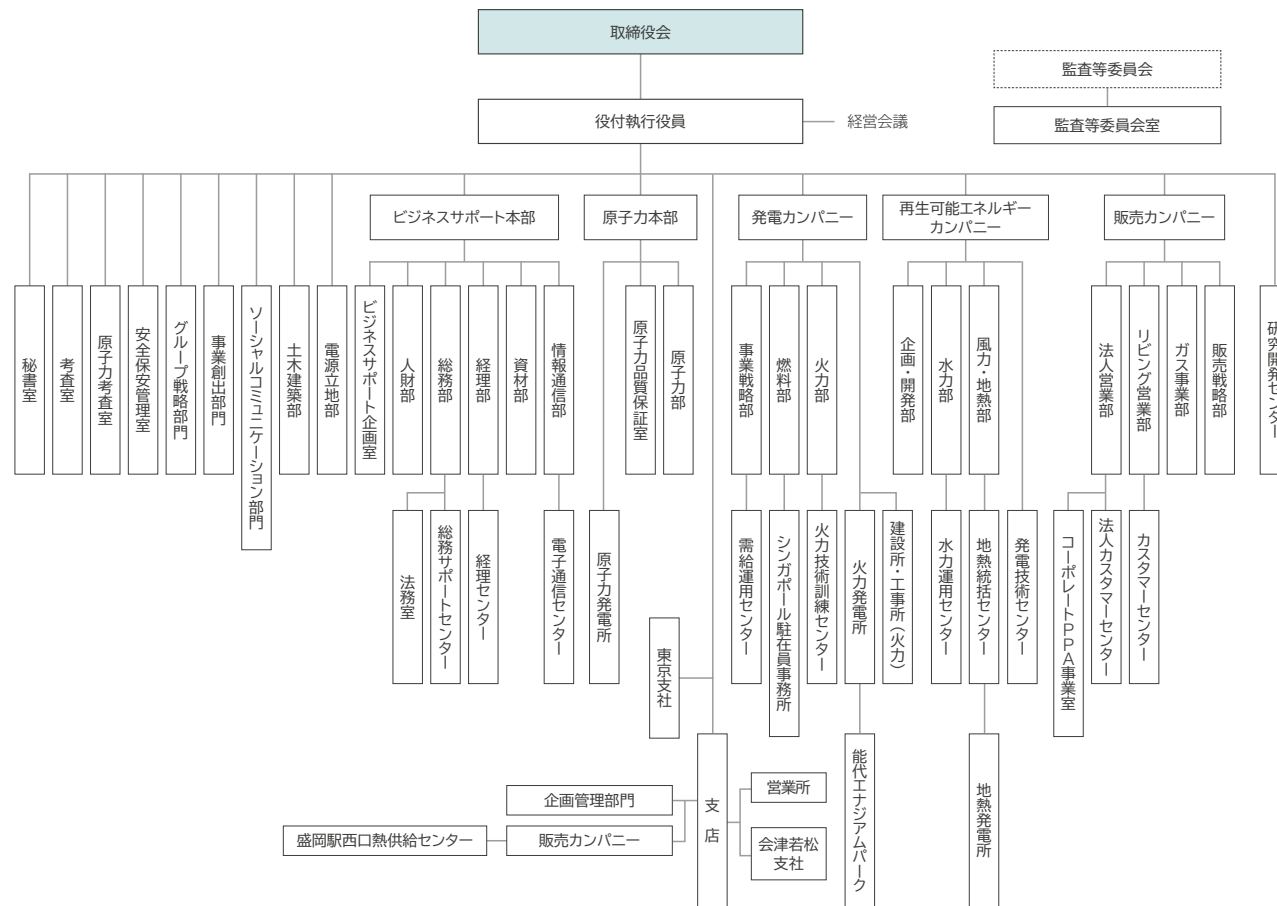 取締役会
監査等委員会
役付執行役員
経営会議
監査等委員会室
ビジネスサポート本部
原子力本部
発電カンパニー
再生可能エネルギー
カンパニー
販売カンパニー
秘書室
考査室
原子力考査室
安全保安管理室
グループ戦略部門
事業創出部門
ソーシャルコミュニケーション部門
土木建築部
電源立地部
ビジネスサポート企画室
人財部
総務部
経理部
資材部
情報通信部
原子力品質保証室
原子力部
事業戦略部
燃料部
火力部
企画・開発部
水力部
風力・地熱部
法人営業部
リビング営業部
ガス事業部
販売戦略部
研究開発センター
法務室
総務サポートセンター
経理センター
電子通信センター
原子力発電所
需給運用センター
シンガポール駐在員事務所
火力技術訓練センター
火力発電所
建設所・工事所(火力)
水力運用センター
地熱統括センター
発電技術センター
コーポレートPPA事業室
法人カスタマーセンター
カスタマーセンター
東京支社
支店
能代エナジアムパーク
地熱発電所
企画管理部門
営業所
盛岡駅西口熱供給センター
販売カンパニー
会津若松
支社